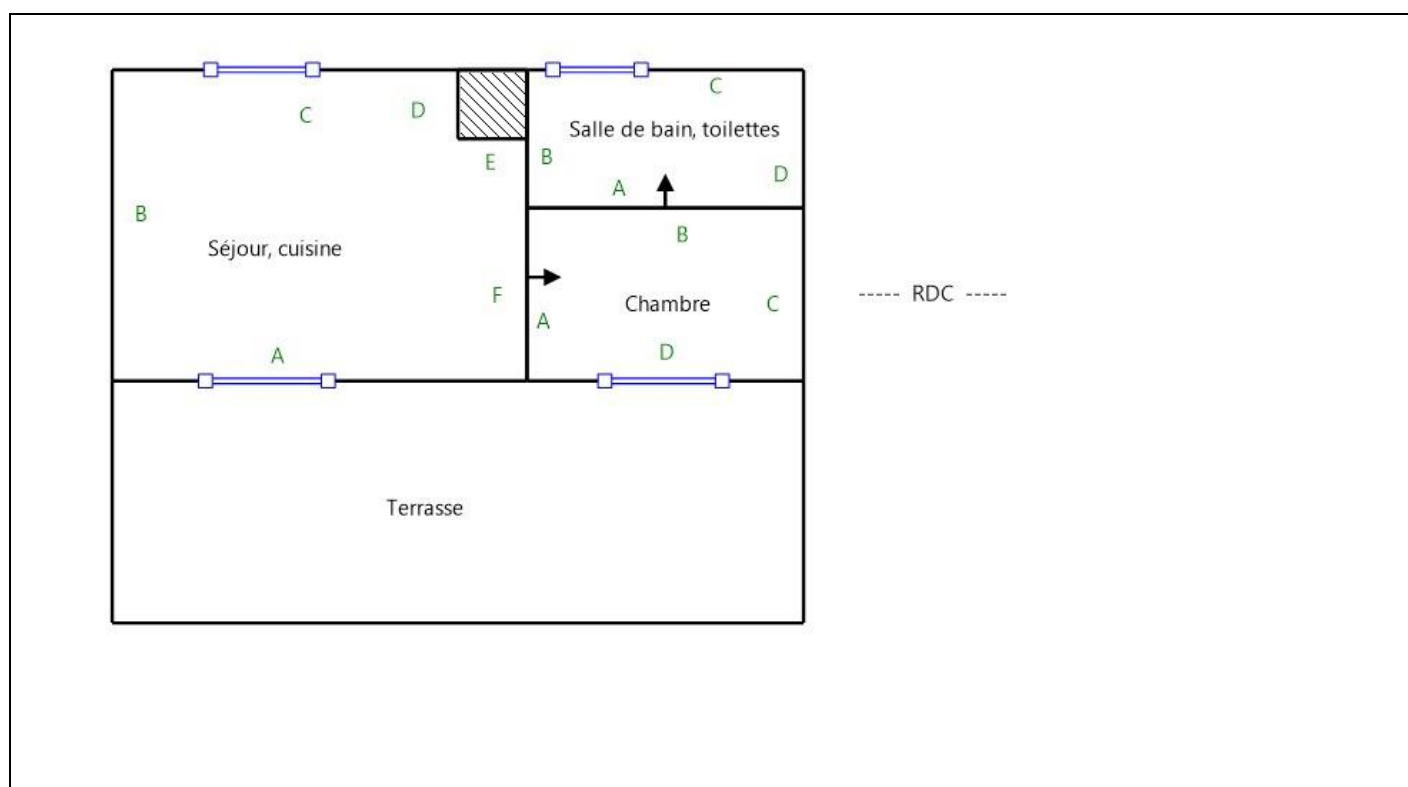 C
C
D
Salle de bain, toilettes
E
B
D
A
B
B
Séjour, cuisine
F
Chambre
C
----- RDC -----
A
A
D
Terrasse